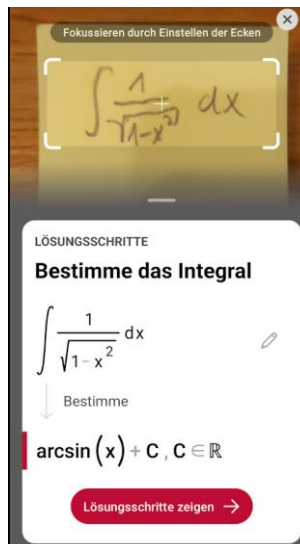 Fokussieren durch Einstellen der Ecken
∫ 1/√(1-x²) dx
LÖSUNGSSCHRITTE
Bestimme das Integral
∫ 1/√(1-x²) dx
Bestimme
arcsin(x)+C, C∈ℝ
Lösungsschritte zeigen →